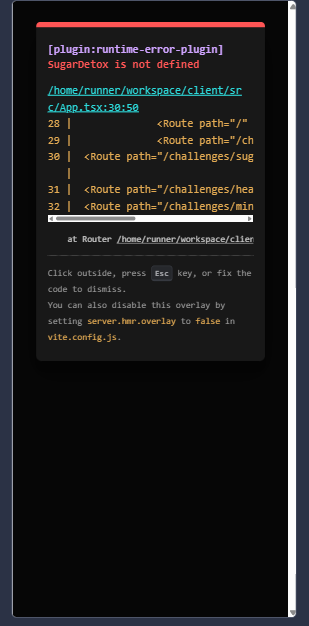 [plugin:runtime-error-plugin]
SugarDetox is not defined
/home/runner/workspace/client/sr
c/App.tsx:30:50
28 | <Route path="/"
29 | <Route path="/ch
30 | <Route path="/challenges/sug
|
31 | <Route path="/challenges/hea
32 | <Route path="/challenges/min
at Router /home/runner/workspace/clien
Click outside, press Esc key, or fix the
code to dismiss.
You can also disable this overlay by
setting server.hmr.overlay to false in
vite.config.js.